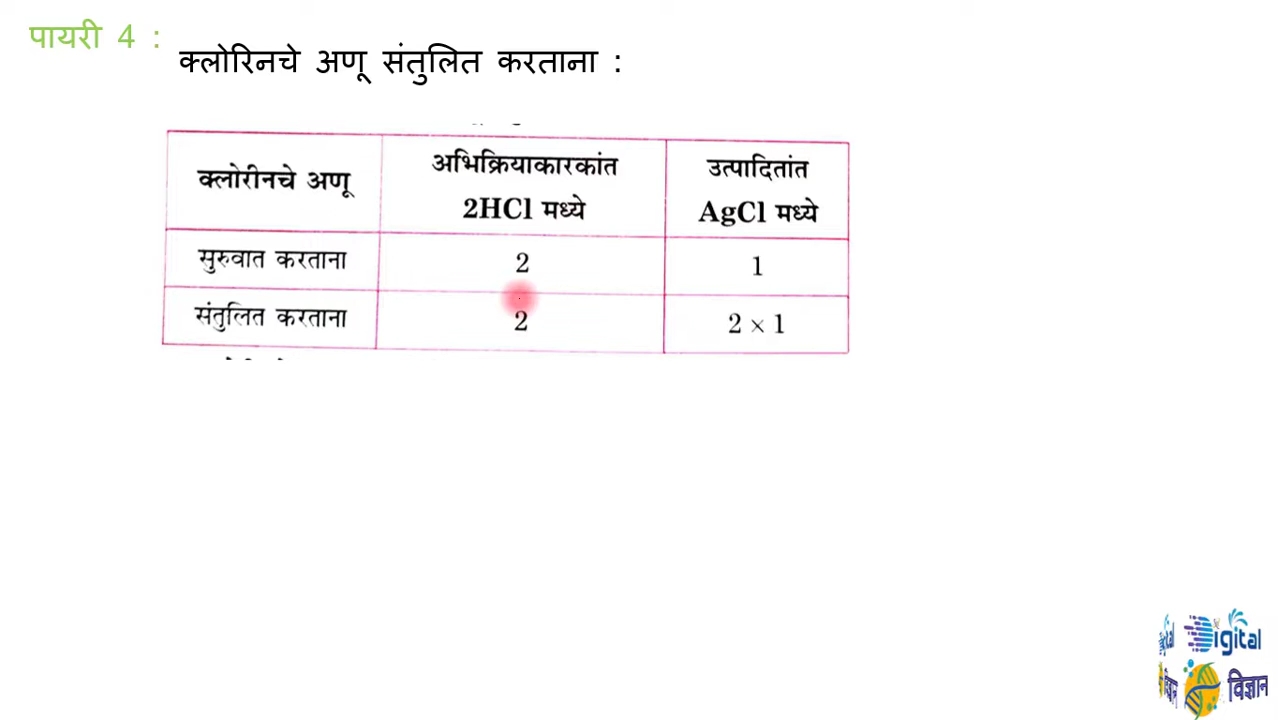 पायरी 4 :
क्लोरिनचे अणू संतुलित करताना :
क्लोरीनचे अणू
अभिक्रियाकारकांत
2HCl मध्ये
उत्पादितांत
AgCl मध्ये
सुरुवात करताना
2
1
संतुलित करताना
2
2 × 1
Digital
विज्ञान